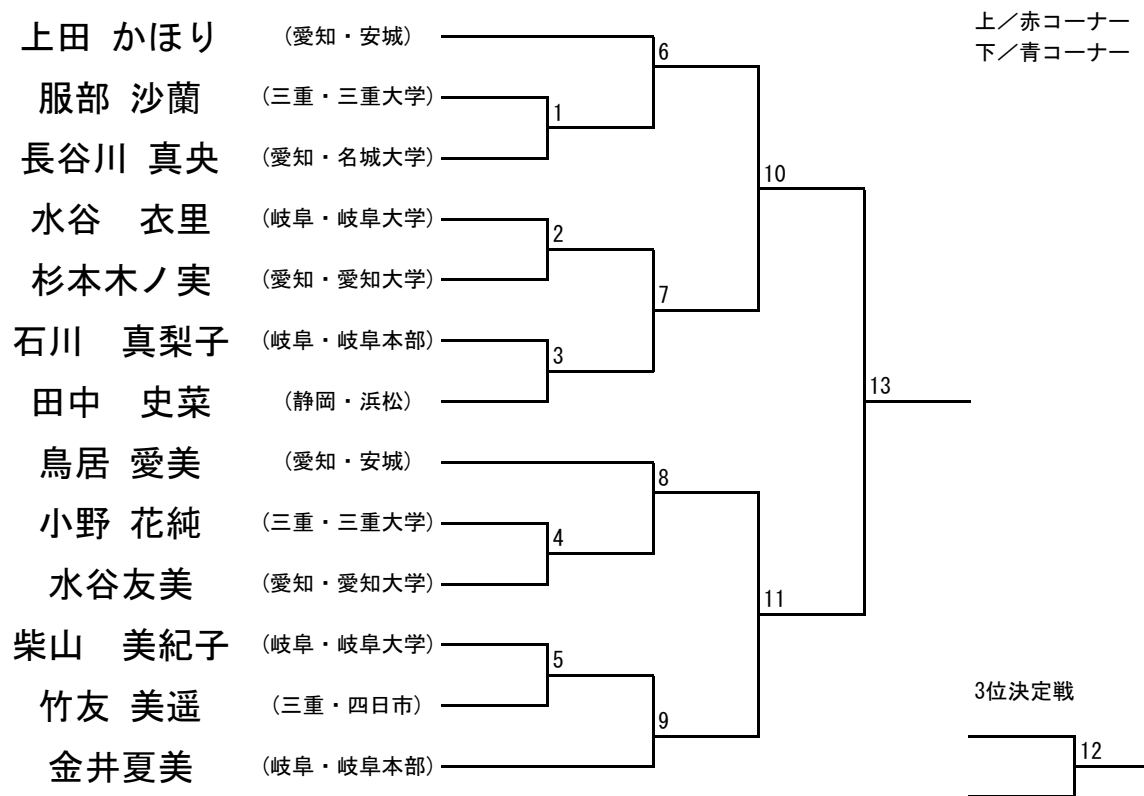 上田 かほり (愛知・安城)
服部 沙蘭 (三重・三重大学)
長谷川 真央 (愛知・名城大学)
水谷　衣里 (岐阜・岐阜大学)
杉本木ノ実 (愛知・愛知大学)
石川　真梨子 (岐阜・岐阜本部)
田中　史菜 (静岡・浜松)
鳥居 愛美 (愛知・安城)
小野 花純 (三重・三重大学)
水谷友美 (愛知・愛知大学)
柴山　美紀子 (岐阜・岐阜大学)
竹友 美遥 (三重・四日市)
金井夏美 (岐阜・岐阜本部)
1
2
3
4
5
6
7
8
9
10
11
13
上／赤コーナー
下／青コーナー
3位決定戦
12